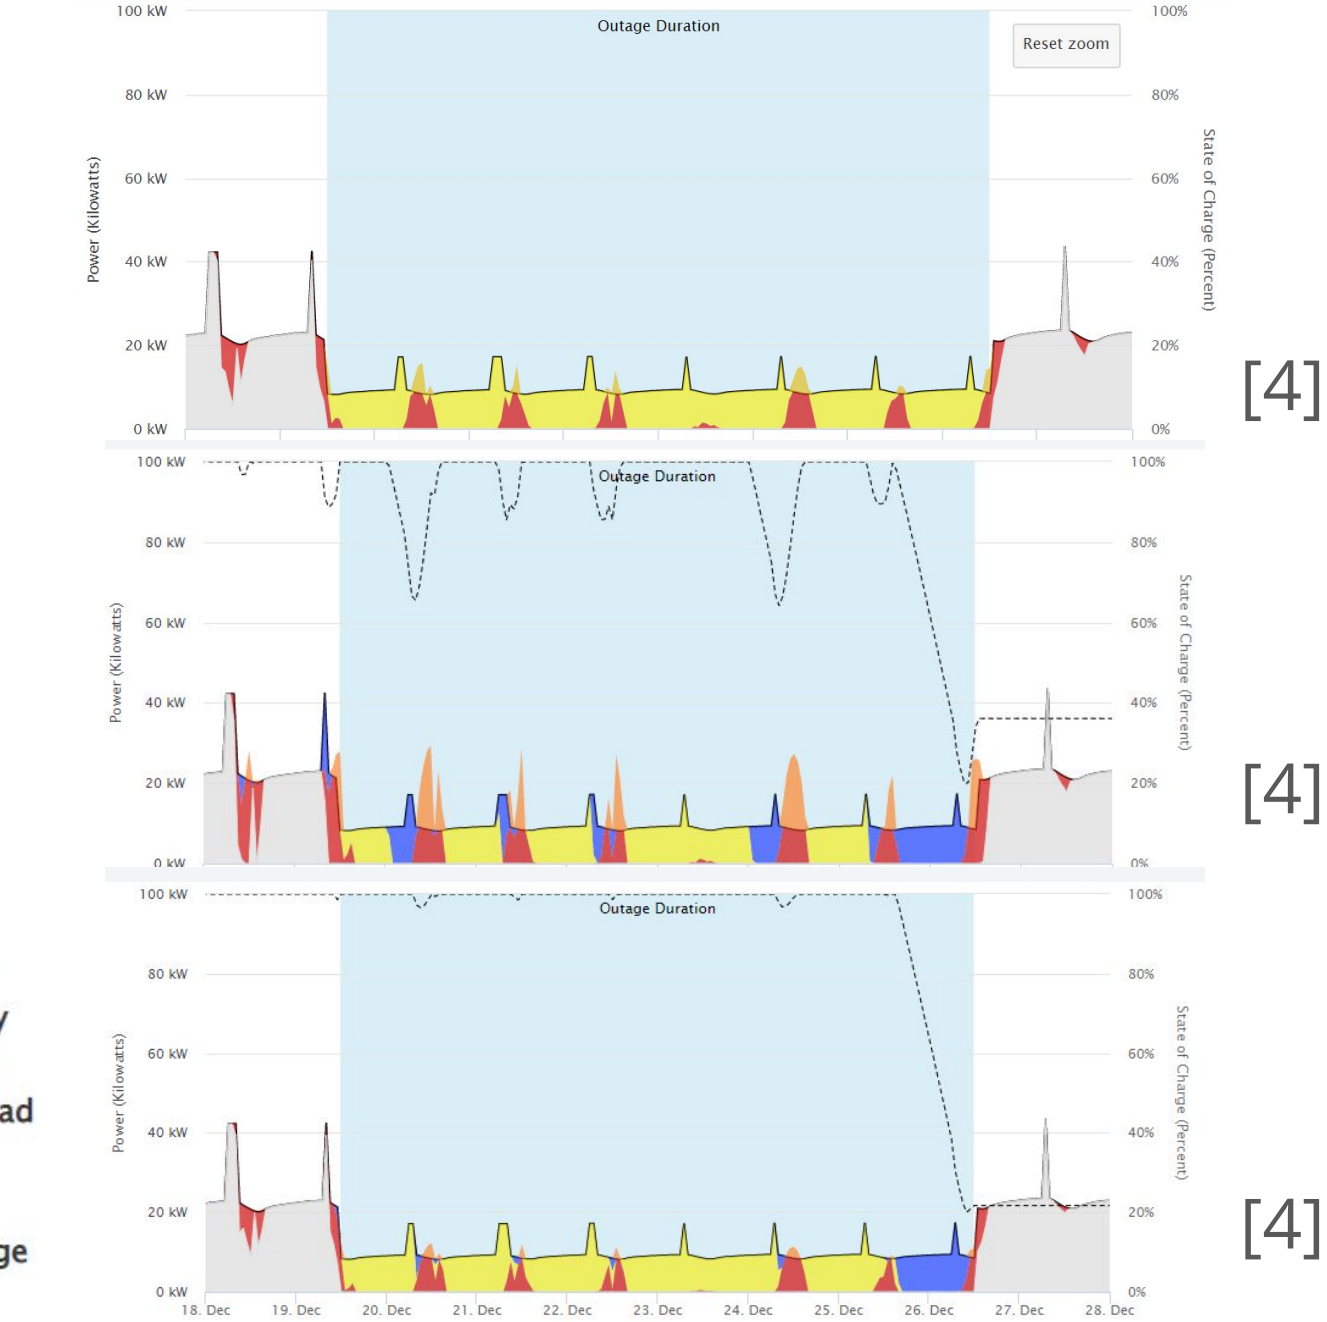 100 kW
100%
Outage Duration
Reset zoom
80 kW
80%
60 kW
60%
40 kW
40%
20 kW
20%
0 kW
0%
Power (Kilowatts)
State of Charge (Percent)
[4]
100 kW
100%
Outage Duration
80 kW
80%
60 kW
60%
40 kW
40%
20 kW
20%
0 kW
0%
Power (Kilowatts)
State of Charge (Percent)
[4]
100 kW
100%
Outage Duration
80 kW
80%
60 kW
60%
40 kW
40%
20 kW
20%
0 kW
0%
Power (Kilowatts)
State of Charge (Percent)
[4]
18. Dec 19. Dec 20. Dec 21. Dec 22. Dec 23. Dec 24. Dec 25. Dec 26. Dec 27. Dec 28. Dec
y
ad
ge